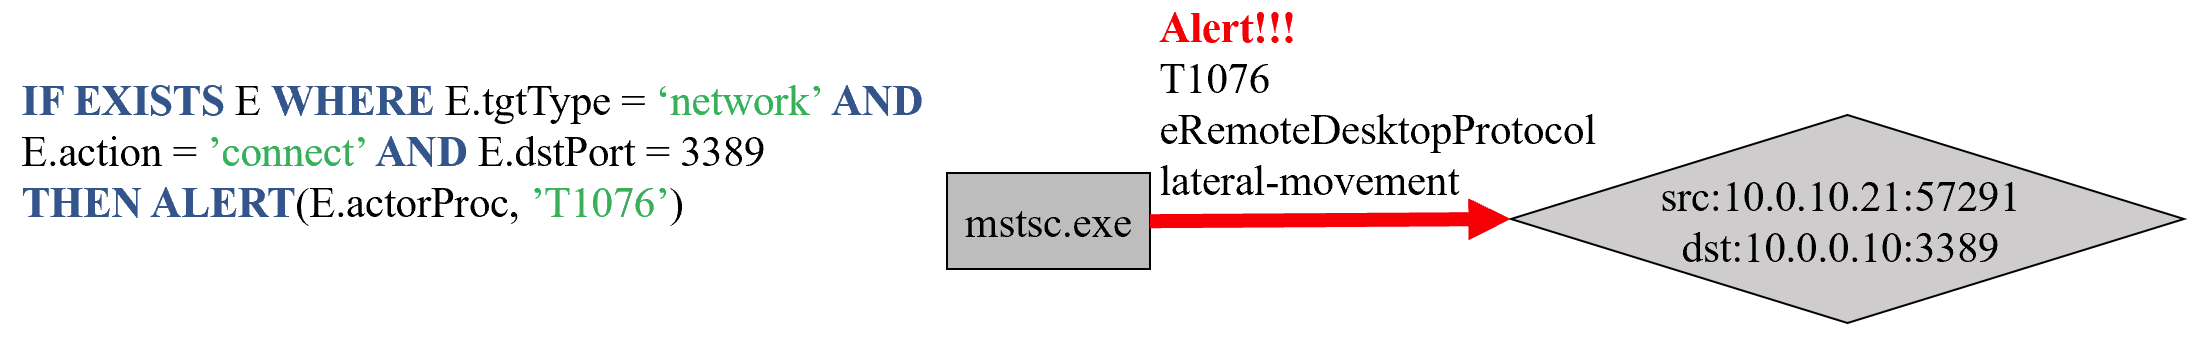 IF EXISTS E WHERE E.tgtType = ‘network’ AND
E.action = ’connect’ AND E.dstPort = 3389
THEN ALERT(E.actorProc, ’T1076’)
Alert!!!
T1076
eRemoteDesktopProtocol
lateral-movement
mstsc.exe
src:10.0.10.21:57291
dst:10.0.0.10:3389